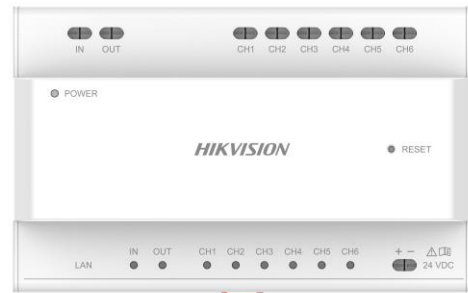 IN OUT CH1 CH2 CH3 CH4 CH5 CH6
POWER
HIKVISION
RESET
IN OUT CH1 CH2 CH3 CH4 CH5 CH6 + −
LAN 24 VDC